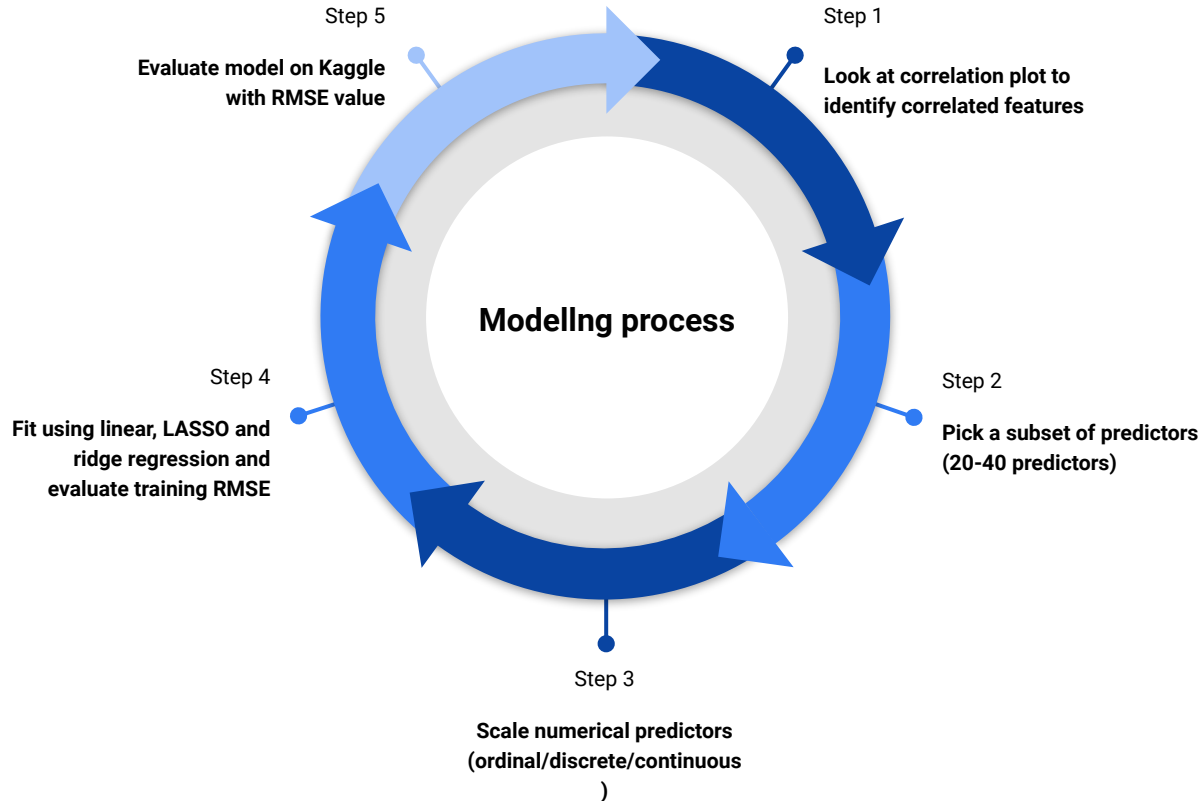 Step 5
Evaluate model on Kaggle
with RMSE value
Step 1
Look at correlation plot to
identify correlated features
Modellng process
Step 4
Fit using linear, LASSO and
ridge regression and
evaluate training RMSE
Step 2
Pick a subset of predictors
(20-40 predictors)
Step 3
Scale numerical predictors
(ordinal/discrete/continuous
)